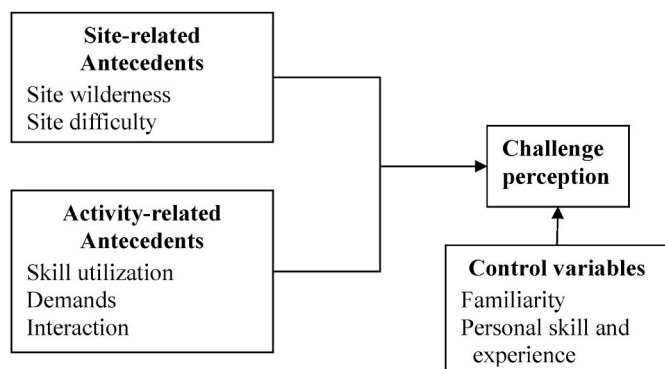 Site-related
Antecedents
Site wilderness
Site difficulty
Activity-related
Antecedents
Skill utilization
Demands
Interaction
Challenge
perception
Control variables
Familiarity
Personal skill and
experience